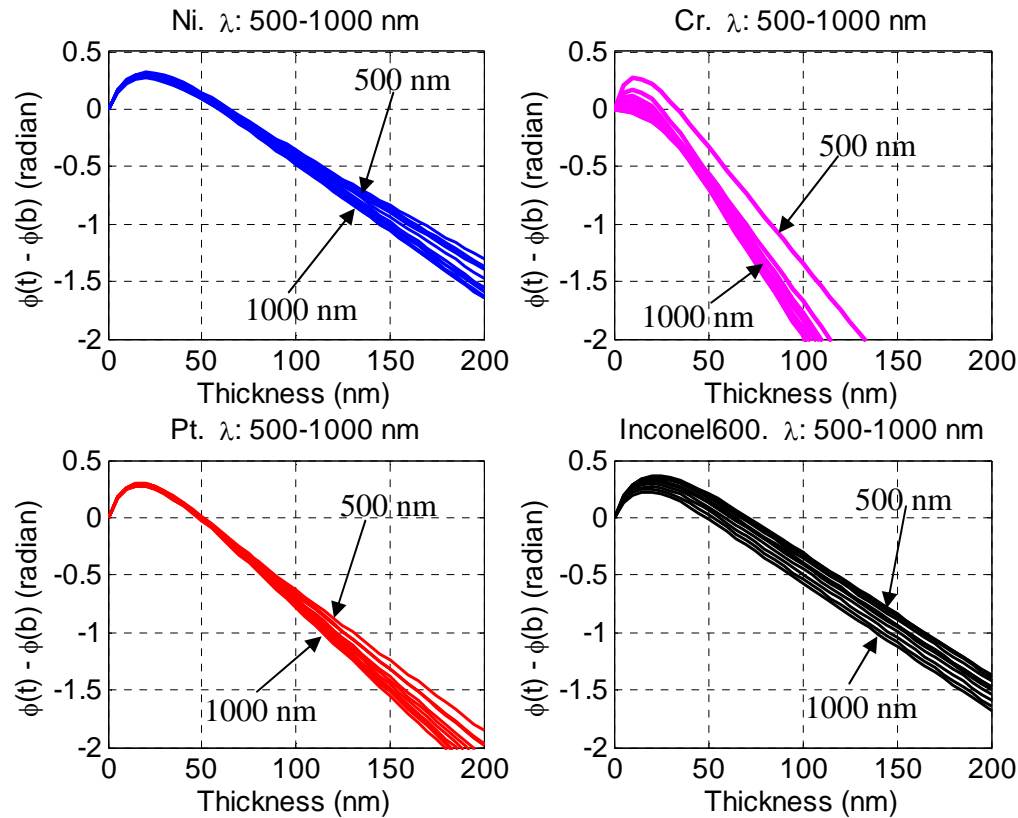 Ni. λ: 500-1000 nm
0.5
0
-0.5
-1
-1.5
-2
0 50 100 150 200
Thickness (nm)
ϕ(t) - ϕ(b) (radian)
500 nm
1000 nm
Cr. λ: 500-1000 nm
0.5
0
-0.5
-1
-1.5
-2
0 50 100 150 200
Thickness (nm)
ϕ(t) - ϕ(b) (radian)
500 nm
1000 nm
Pt. λ: 500-1000 nm
0.5
0
-0.5
-1
-1.5
-2
0 50 100 150 200
Thickness (nm)
ϕ(t) - ϕ(b) (radian)
500 nm
1000 nm
Inconel600. λ: 500-1000 nm
0.5
0
-0.5
-1
-1.5
-2
0 50 100 150 200
Thickness (nm)
ϕ(t) - ϕ(b) (radian)
500 nm
1000 nm